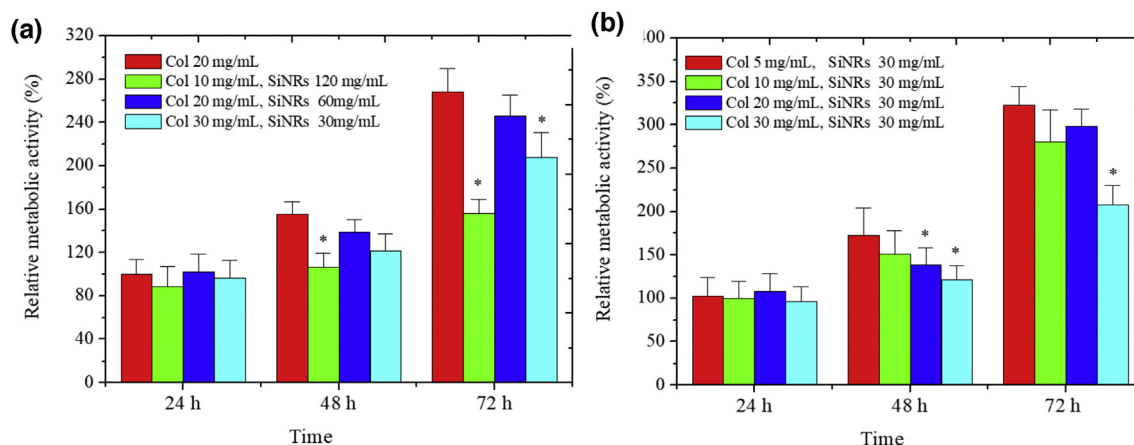 (a)
Relative metabolic activity (%)
320
280
240
200
160
120
80
40
0
Col 20 mg/mL
Col 10 mg/mL, SiNRs 120 mg/mL
Col 20 mg/mL, SiNRs 60mg/mL
Col 30 mg/mL, SiNRs 30mg/mL
*
*
*
24 h
48 h
72 h
Time
(b)
Relative metabolic activity (%)
400
350
300
250
200
150
100
50
0
Col 5 mg/mL, SiNRs 30 mg/mL
Col 10 mg/mL, SiNRs 30 mg/mL
Col 20 mg/mL, SiNRs 30 mg/mL
Col 30 mg/mL, SiNRs 30 mg/mL
*
*
*
24 h
48 h
72 h
Time